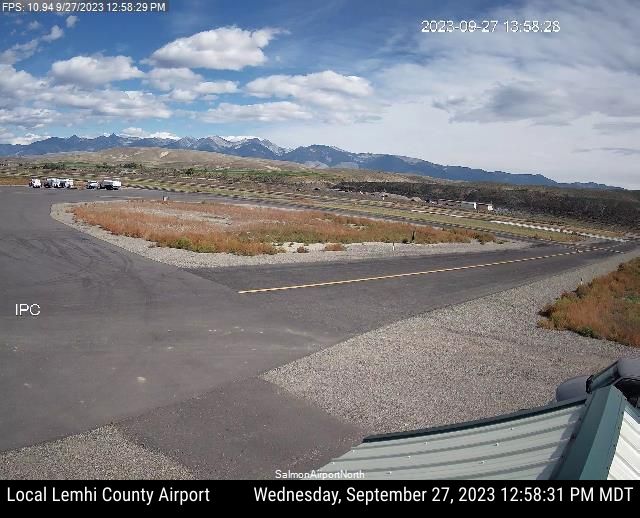 FPS: 10.94 9/27/2023 12:58:29 PM
2023-09-27 13:58:28
IPC
SalmonAirportNorth
Local Lemhi County Airport Wednesday, September 27, 2023 12:58:31 PM MDT